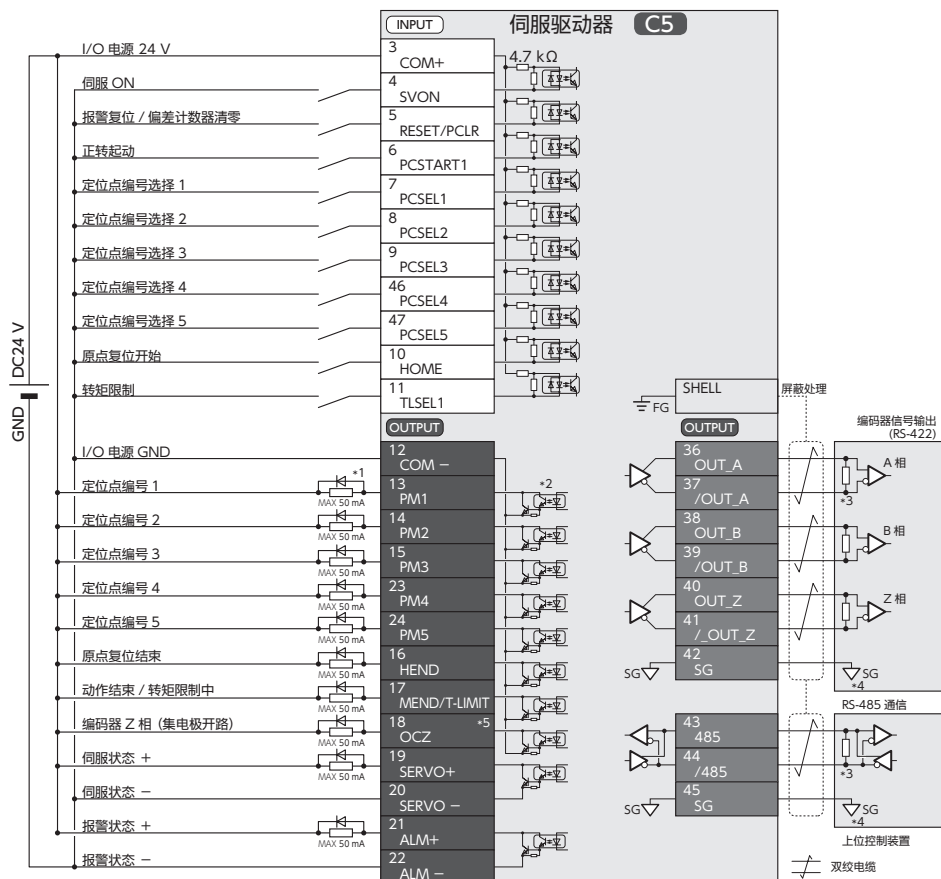 INPUT
伺服驱动器 C5
I/O 电源 24 V
3
COM+
4.7 kΩ
伺服 ON
4
SVON
报警复位 / 偏差计数器清零
5
RESET/PCLR
正转起动
6
PCSTART1
定位点编号选择 1
7
PCSEL1
定位点编号选择 2
8
PCSEL2
定位点编号选择 3
9
PCSEL3
定位点编号选择 4
46
PCSEL4
定位点编号选择 5
47
PCSEL5
原点复位开始
10
HOME
转矩限制
11
TLSEL1
DC24 V
GND
OUTPUT
I/O 电源 GND
12
COM −
定位点编号 1
*1
MAX 50 mA
13
PM1
*2
定位点编号 2
MAX 50 mA
14
PM2
定位点编号 3
MAX 50 mA
15
PM3
定位点编号 4
MAX 50 mA
23
PM4
定位点编号 5
MAX 50 mA
24
PM5
原点复位结束
MAX 50 mA
16
HEND
动作结束 / 转矩限制中
MAX 50 mA
17
MEND/T-LIMIT
编码器 Z 相（集电极开路）
MAX 50 mA
18
*5
OCZ
伺服状态 +
MAX 50 mA
19
SERVO+
伺服状态 −
20
SERVO −
报警状态 +
MAX 50 mA
21
ALM+
报警状态 −
22
ALM −
SHELL
FG
屏蔽处理
OUTPUT
编码器信号输出
(RS-422)
36
OUT_A
A 相
37
/OUT_A
*3
38
OUT_B
B 相
39
/OUT_B
40
OUT_Z
Z 相
41
/_OUT_Z
42
SG
SG
SG
*4
RS-485 通信
43
485
44
/485
*3
45
SG
SG
SG
*4
上位控制装置
双绞电缆